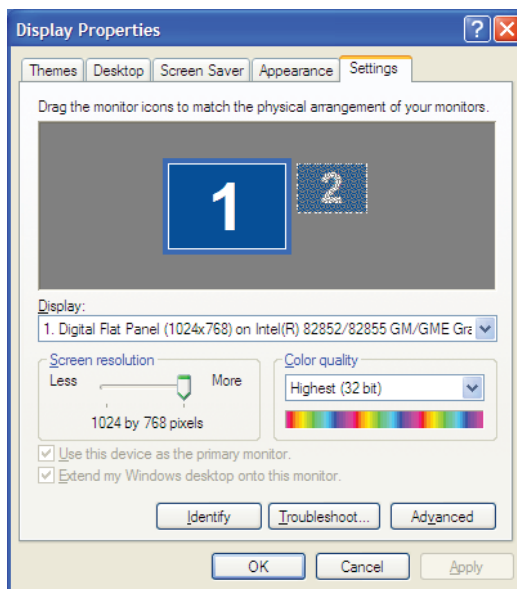 Display Properties
Themes Desktop Screen Saver Appearance Settings
Drag the monitor icons to match the physical arrangement of your monitors.
1 2
Display:
1. Digital Flat Panel (1024x768) on Intel(R) 82852/82855 GM/GME Gra
Screen resolution Color quality
Less More Highest (32 bit)
1024 by 768 pixels
Use this device as the primary monitor.
Extend my Windows desktop onto this monitor.
Identify Troubleshoot... Advanced
OK Cancel Apply